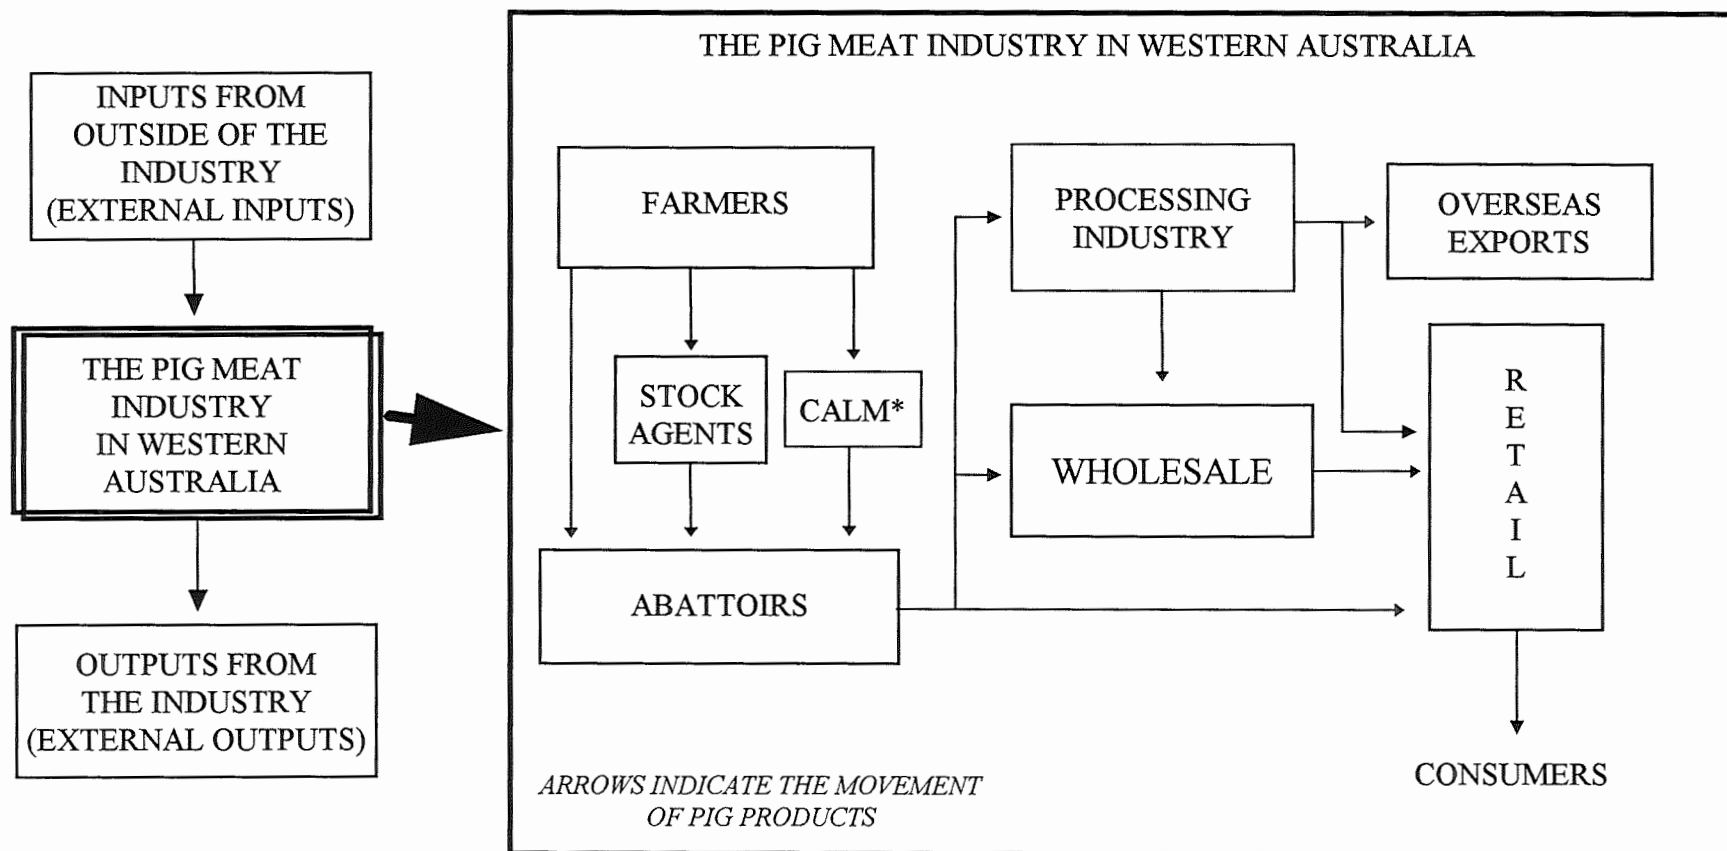 INPUTS FROM
OUTSIDE OF THE
INDUSTRY
(EXTERNAL INPUTS)
THE PIG MEAT
INDUSTRY
IN WESTERN
AUSTRALIA
OUTPUTS FROM
THE INDUSTRY
(EXTERNAL OUTPUTS)
THE PIG MEAT INDUSTRY IN WESTERN AUSTRALIA
FARMERS
STOCK
AGENTS
CALM*
ABATTOIRS
PROCESSING
INDUSTRY
WHOLESALE
OVERSEAS
EXPORTS
R
E
T
A
I
L
CONSUMERS
ARROWS INDICATE THE MOVEMENT
OF PIG PRODUCTS